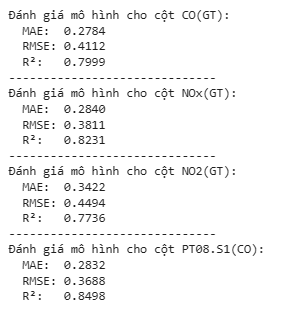 Đánh giá mô hình cho cột CO(GT):
  MAE:  0.2784
  RMSE: 0.4112
  R²:   0.7999
------------------------------
Đánh giá mô hình cho cột NOx(GT):
  MAE:  0.2840
  RMSE: 0.3811
  R²:   0.8231
------------------------------
Đánh giá mô hình cho cột NO2(GT):
  MAE:  0.3422
  RMSE: 0.4494
  R²:   0.7736
------------------------------
Đánh giá mô hình cho cột PT08.S1(CO):
  MAE:  0.2832
  RMSE: 0.3688
  R²:   0.8498